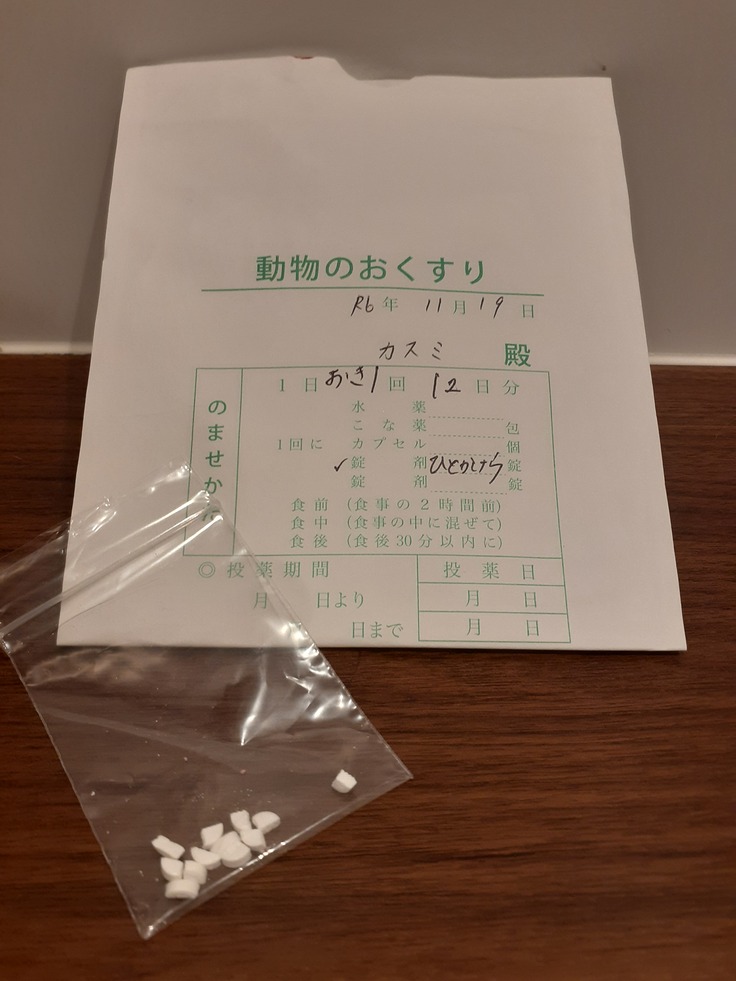 動物のおくすり
R6年 11月19日
カスミ 殿
のませかた
1日おき1回 12日分
水薬
こな薬 包
1回に カプセル 個
✓錠剤 ひとかけら 錠
錠剤 錠
食前（食事の2時間前）
食中（食事の中に混ぜて）
食後（食後30分以内に）
◎投薬期間
月 日より
日まで
投薬日
月 日
月 日